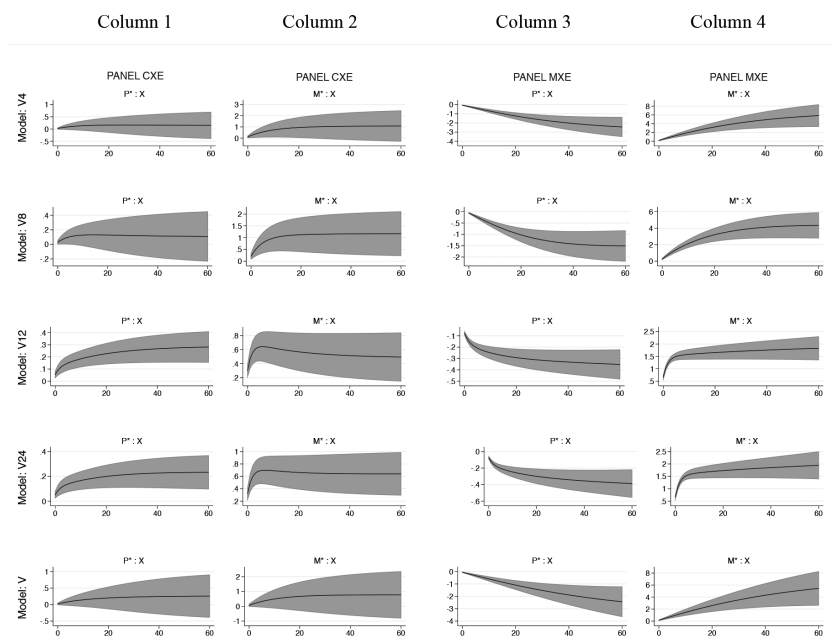 Column 1 Column 2 Column 3 Column 4
PANEL CXE PANEL CXE PANEL MXE PANEL MXE
Model: V4
P* : X M* : X P* : X M* : X
1 .5 0 -.5 0 20 40 60
3 2 1 0 0 20 40 60
0 -1 -2 -3 -4 0 20 40 60
8 6 4 2 0 0 20 40 60
Model: V8
P* : X M* : X P* : X M* : X
.4 .2 0 -.2 0 20 40 60
2 1.5 1 .5 0 0 20 40 60
0 -.5 -1 -1.5 -2 0 20 40 60
6 4 2 0 0 20 40 60
Model: V12
P* : X M* : X P* : X M* : X
.4 .3 .2 .1 0 0 20 40 60
.8 .6 .4 .2 0 20 40 60
-.1 -.2 -.3 -.4 -.5 0 20 40 60
2.5 2 1.5 1 .5 0 20 40 60
Model: V24
P* : X M* : X P* : X M* : X
.4 .2 0 0 20 40 60
1 .8 .6 .4 .2 0 20 40 60
0 -.2 -.4 -.6 0 20 40 60
2.5 2 1.5 1 .5 0 20 40 60
Model: V
P* : X M* : X P* : X M* : X
1 .5 0 -.5 0 20 40 60
2 1 0 -1 0 20 40 60
0 -1 -2 -3 -4 0 20 40 60
8 6 4 2 0 0 20 40 60